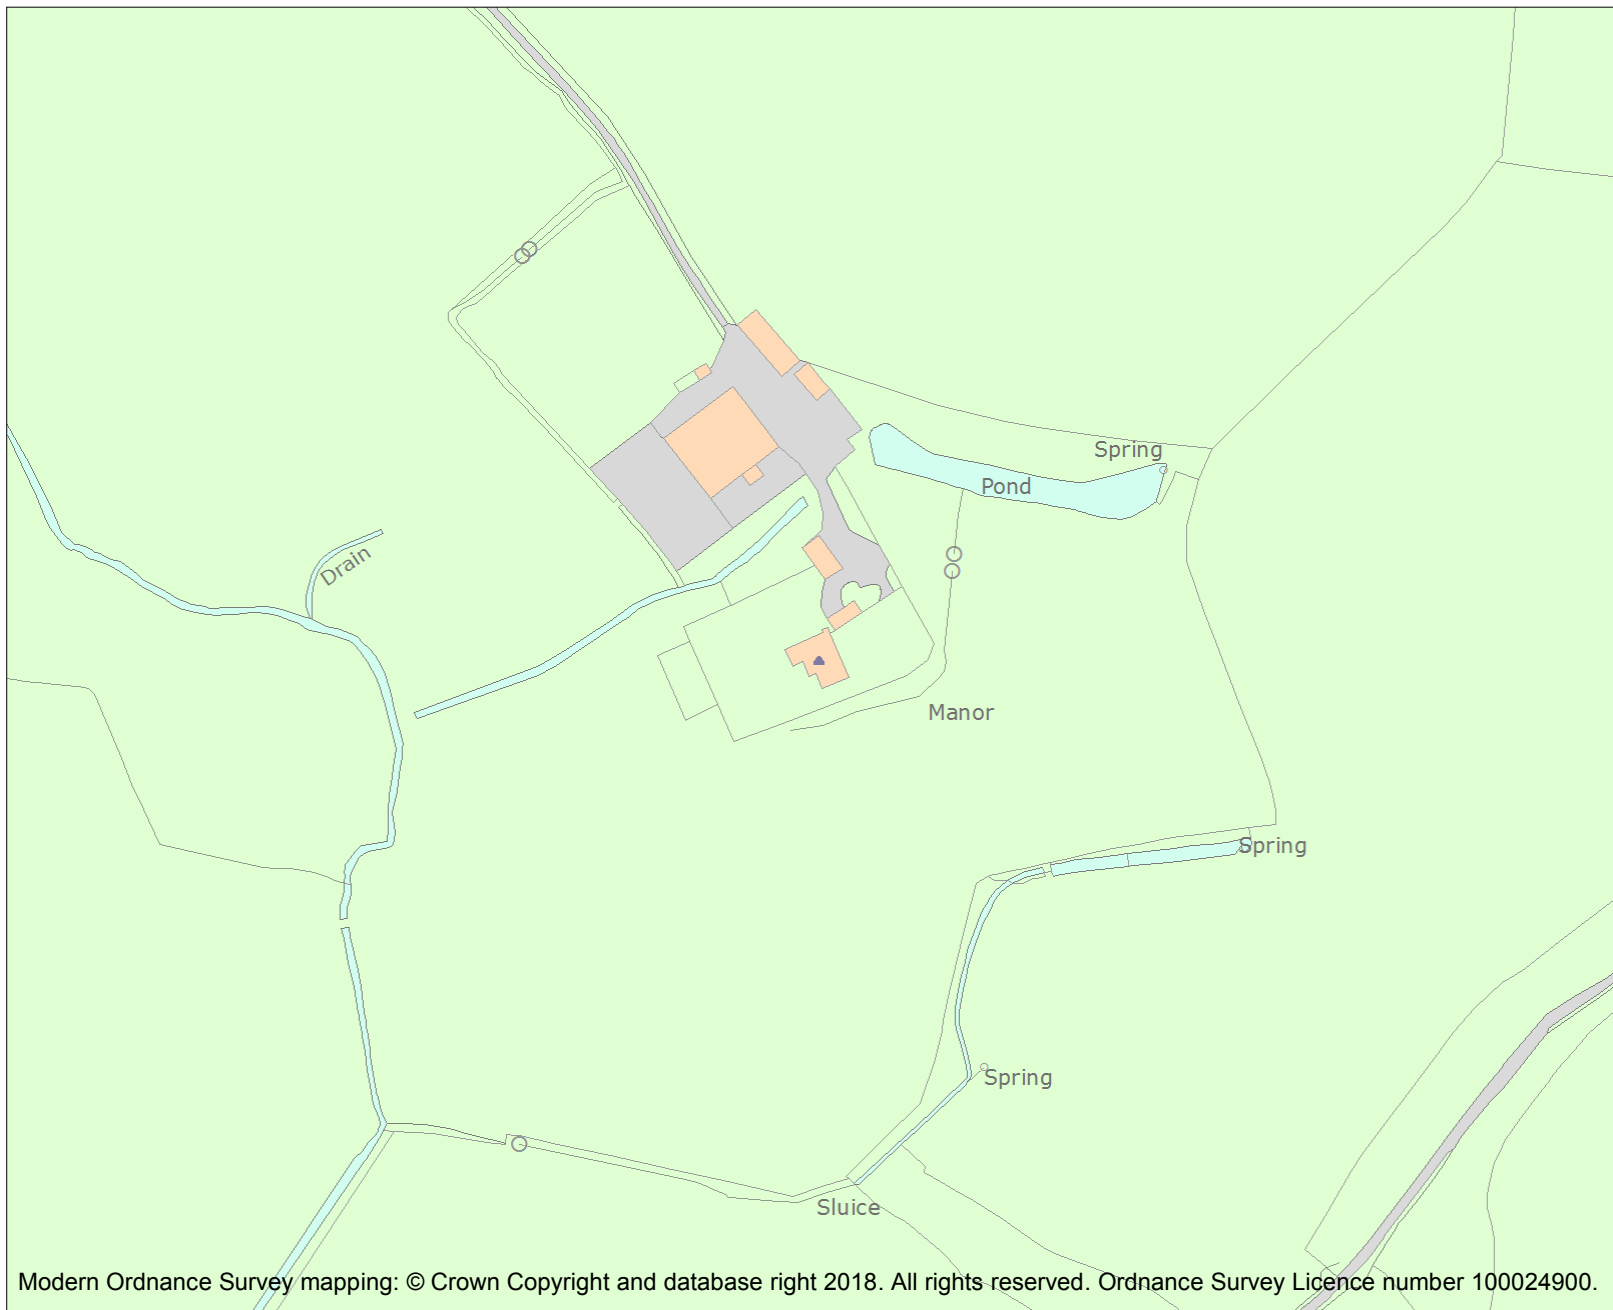 Spring
Pond
Drain
Manor
Spring
Spring
Sluice
Modern Ordnance Survey mapping: © Crown Copyright and database right 2018. All rights reserved. Ordnance Survey Licence number 100024900.